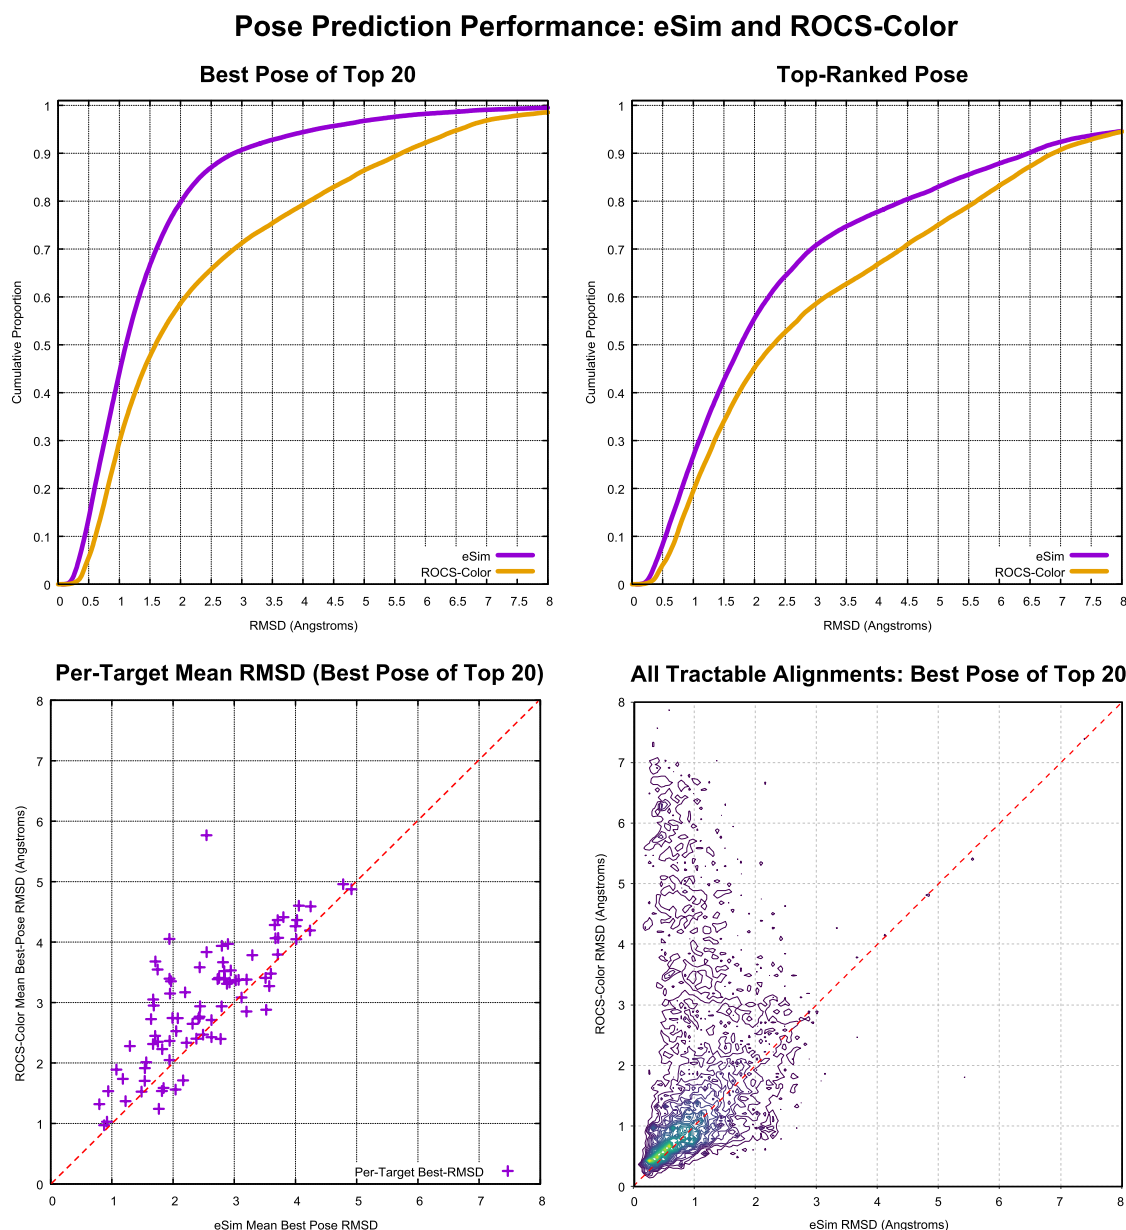 Pose Prediction Performance: eSim and ROCS-Color
Best Pose of Top 20
Cumulative Proportion
1
0.9
0.8
0.7
0.6
0.5
0.4
0.3
0.2
0.1
0
eSim
ROCS-Color
0 0.5 1 1.5 2 2.5 3 3.5 4 4.5 5 5.5 6 6.5 7 7.5 8
RMSD (Angstroms)
Top-Ranked Pose
Cumulative Proportion
1
0.9
0.8
0.7
0.6
0.5
0.4
0.3
0.2
0.1
0
eSim
ROCS-Color
0 0.5 1 1.5 2 2.5 3 3.5 4 4.5 5 5.5 6 6.5 7 7.5 8
RMSD (Angstroms)
Per-Target Mean RMSD (Best Pose of Top 20)
ROCS-Color Mean Best-Pose RMSD (Angstroms)
8
7
6
5
4
3
2
1
0
Per-Target Best-RMSD
0 1 2 3 4 5 6 7 8
eSim Mean Best Pose RMSD
All Tractable Alignments: Best Pose of Top 20
ROCS-Color RMSD (Angstroms)
8
7
6
5
4
3
2
1
0
0 1 2 3 4 5 6 7 8
eSim RMSD (Angstroms)